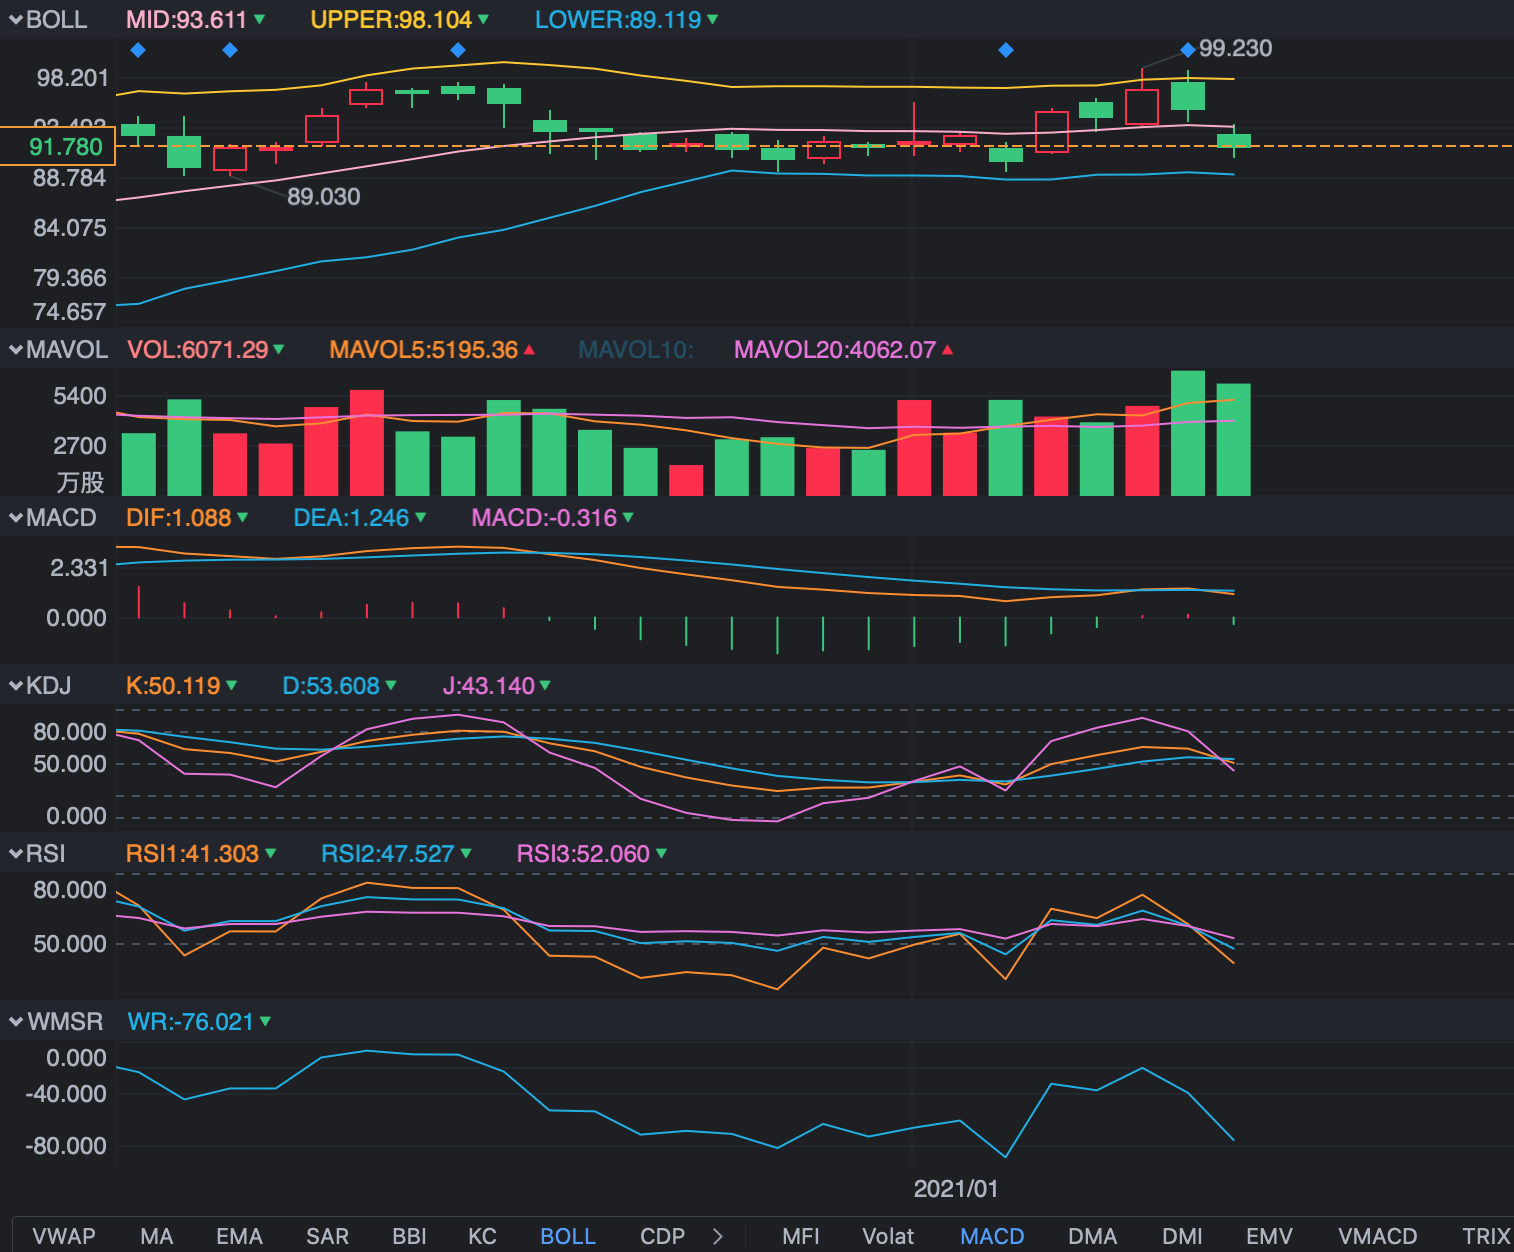 BOLL MID:93.611 UPPER:98.104 LOWER:89.119
99.230
98.201
91.780
88.784
89.030
84.075
79.366
74.657
MAVOL VOL:6071.29 MAVOL5:5195.36 MAVOL10: MAVOL20:4062.07
5400
2700
万股
MACD DIF:1.088 DEA:1.246 MACD:-0.316
2.331
0.000
KDJ K:50.119 D:53.608 J:43.140
80.000
50.000
0.000
RSI RSI1:41.303 RSI2:47.527 RSI3:52.060
80.000
50.000
WMSR WR:-76.021
0.000
-40.000
-80.000
2021/01
VWAP MA EMA SAR BBI KC BOLL CDP MFI Volat MACD DMA DMI EMV VMACD TRIX